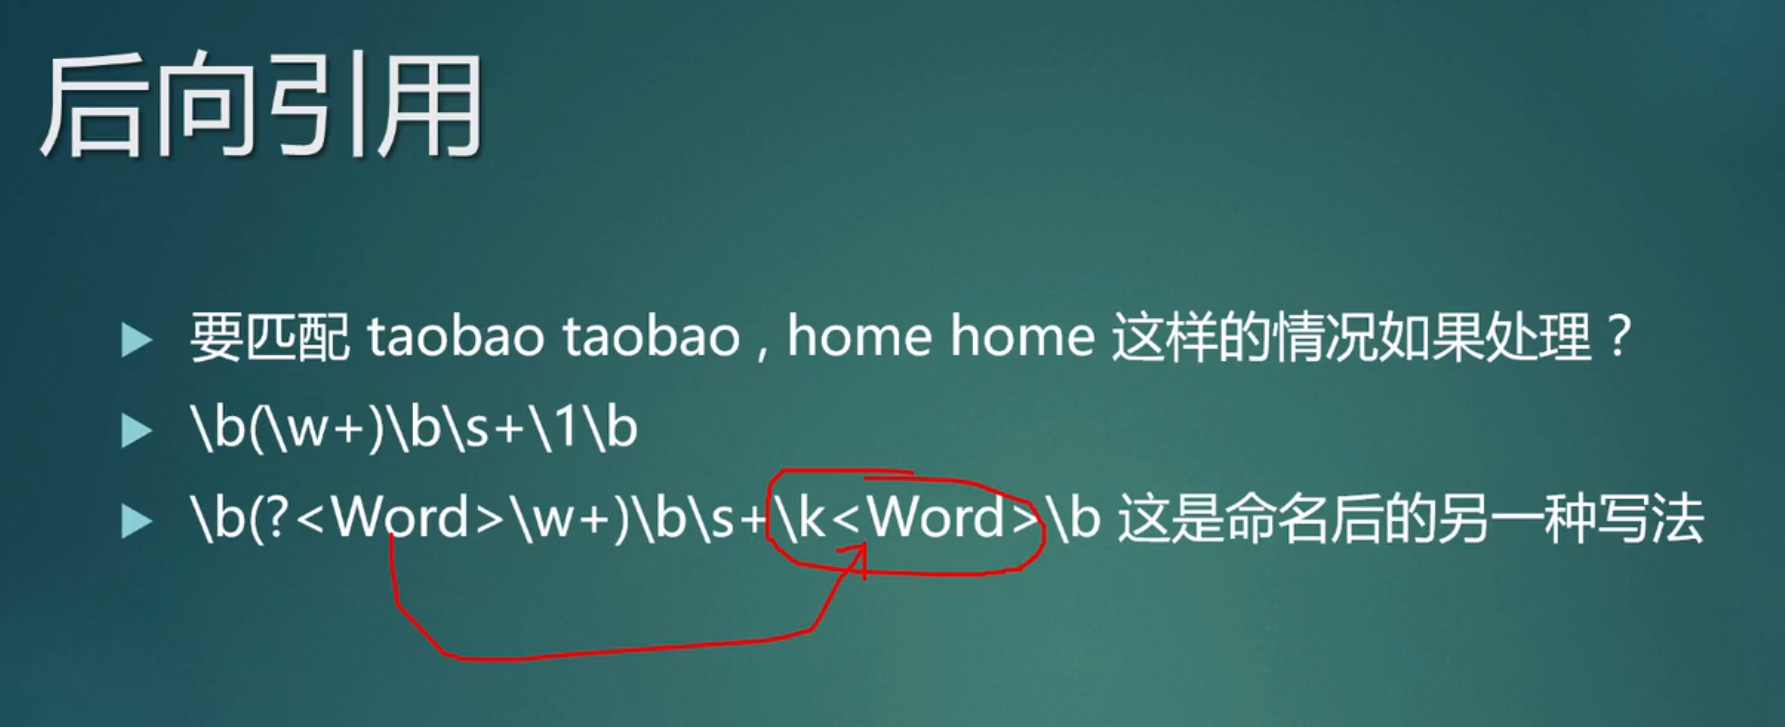 后向引用
要匹配 taobao taobao , home home 这样的情况如果处理？
\b(\w+)\b\s+\1\b
\b(?<Word>\w+)\b\s+\k<Word>\b 这是命名后的另一种写法